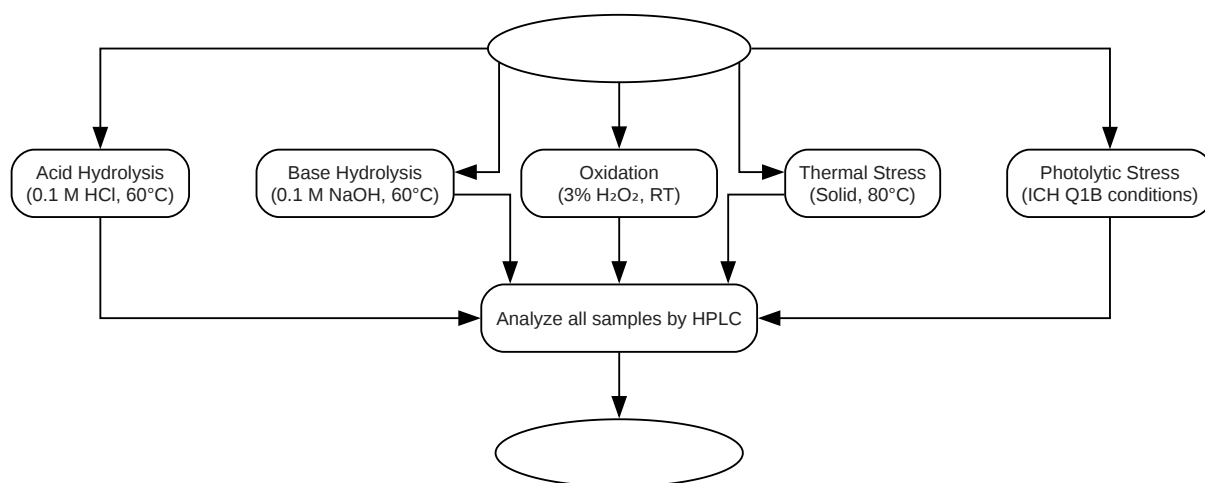 Acid Hydrolysis
(0.1 M HCl, 60°C)
Base Hydrolysis
(0.1 M NaOH, 60°C)
Oxidation
(3% H₂O₂, RT)
Thermal Stress
(Solid, 80°C)
Photolytic Stress
(ICH Q1B conditions)
Analyze all samples by HPLC